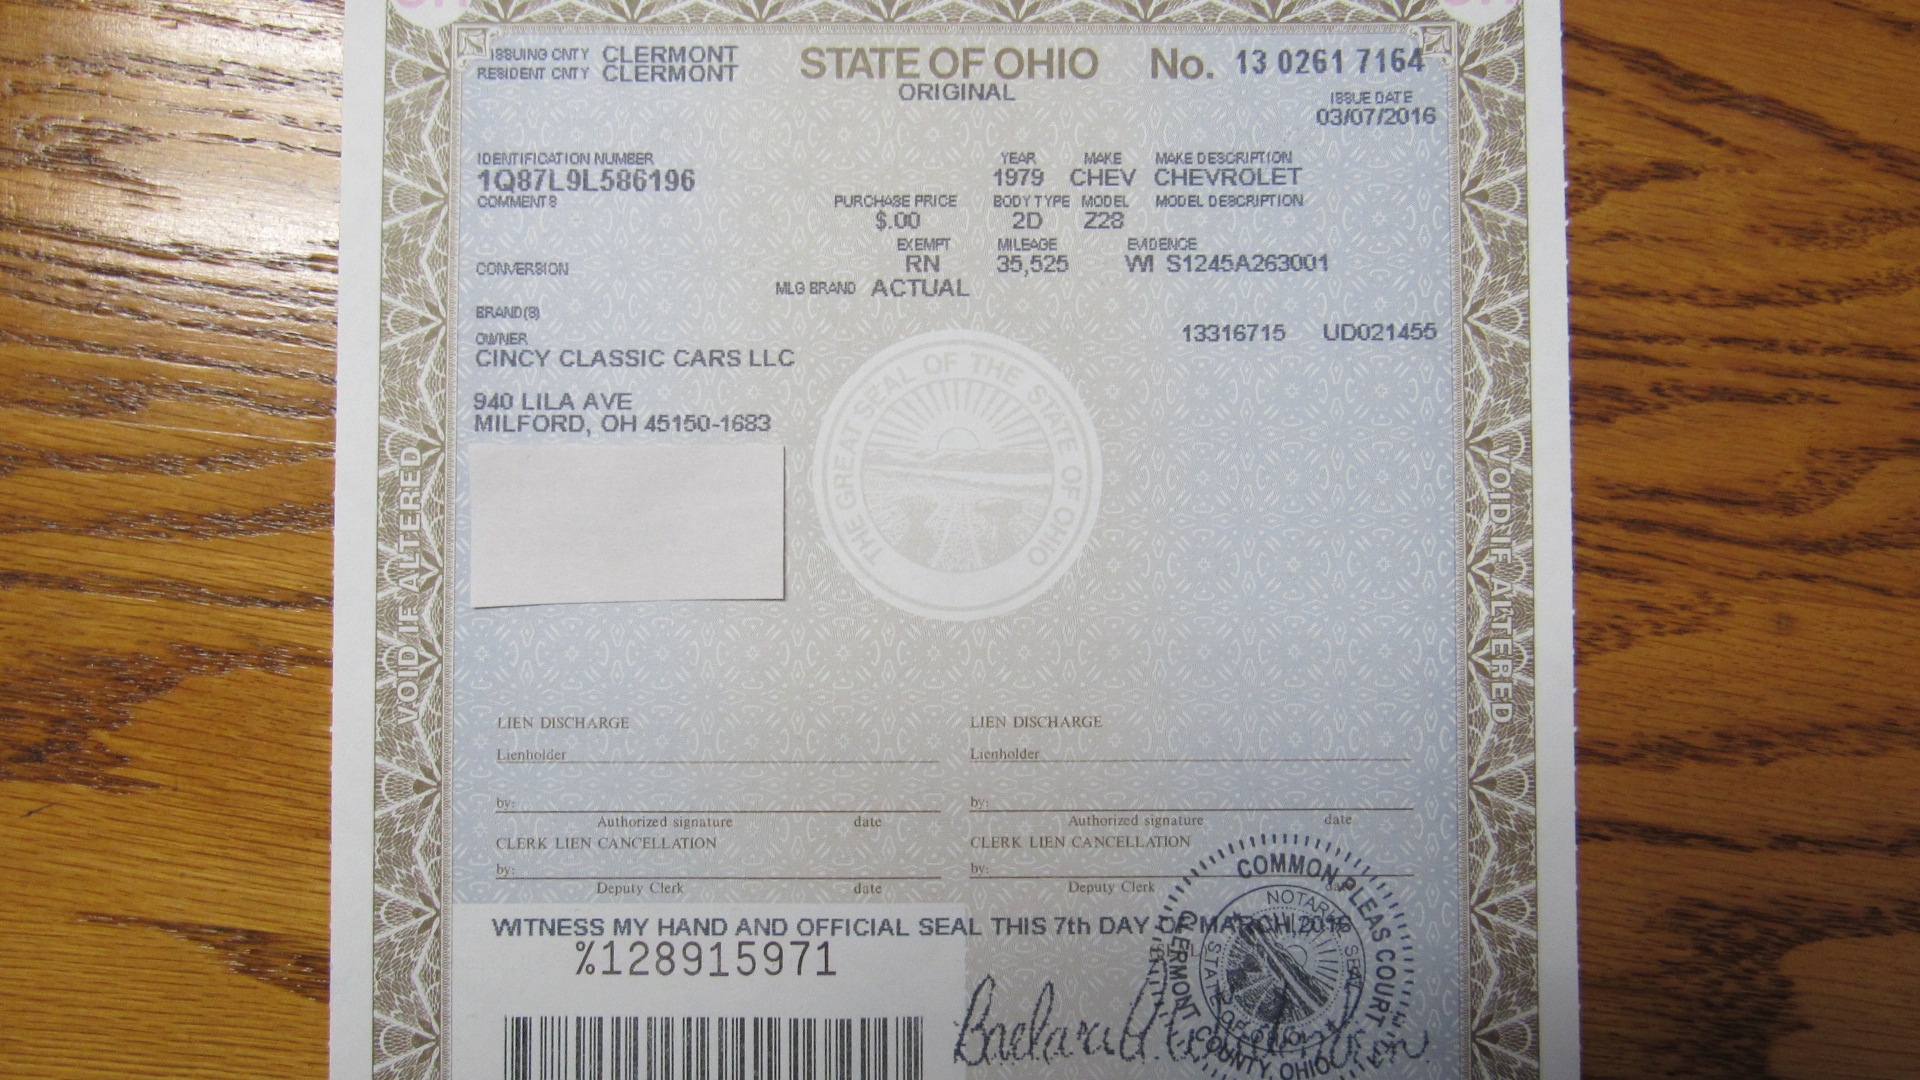 ISSUING CNTY CLERMONT
RESIDENT CNTY CLERMONT
STATE OF OHIO
ORIGINAL
No. 13 0261 7164
ISSUE DATE
03/07/2016
IDENTIFICATION NUMBER
1Q87L9L586196
YEAR MAKE MAKE DESCRIPTION
1979 CHEV CHEVROLET
COMMENTS
PURCHASE PRICE BODY TYPE MODEL MODEL DESCRIPTION
$.00 2D Z28
EXEMPT MILEAGE EVIDENCE
CONVERSION
RN 35,525 WI S1245A263001
MLG BRAND ACTUAL
BRAND(S)
OWNER
13316715 UD021455
CINCY CLASSIC CARS LLC
940 LILA AVE
MILFORD, OH 45150-1683
THE GREAT SEAL OF THE STATE OF OHIO
VOID IF ALTERED
VOID IF ALTERED
LIEN DISCHARGE
Lienholder
by:
Authorized signature date
CLERK LIEN CANCELLATION
by:
Deputy Clerk date
LIEN DISCHARGE
Lienholder
by:
Authorized signature date
CLERK LIEN CANCELLATION
by:
Deputy Clerk date
WITNESS MY HAND AND OFFICIAL SEAL THIS 7th DAY OF MARCH, 2016
%128915971
COMMON PLEAS COURT
CLERMONT COUNTY, OHIO